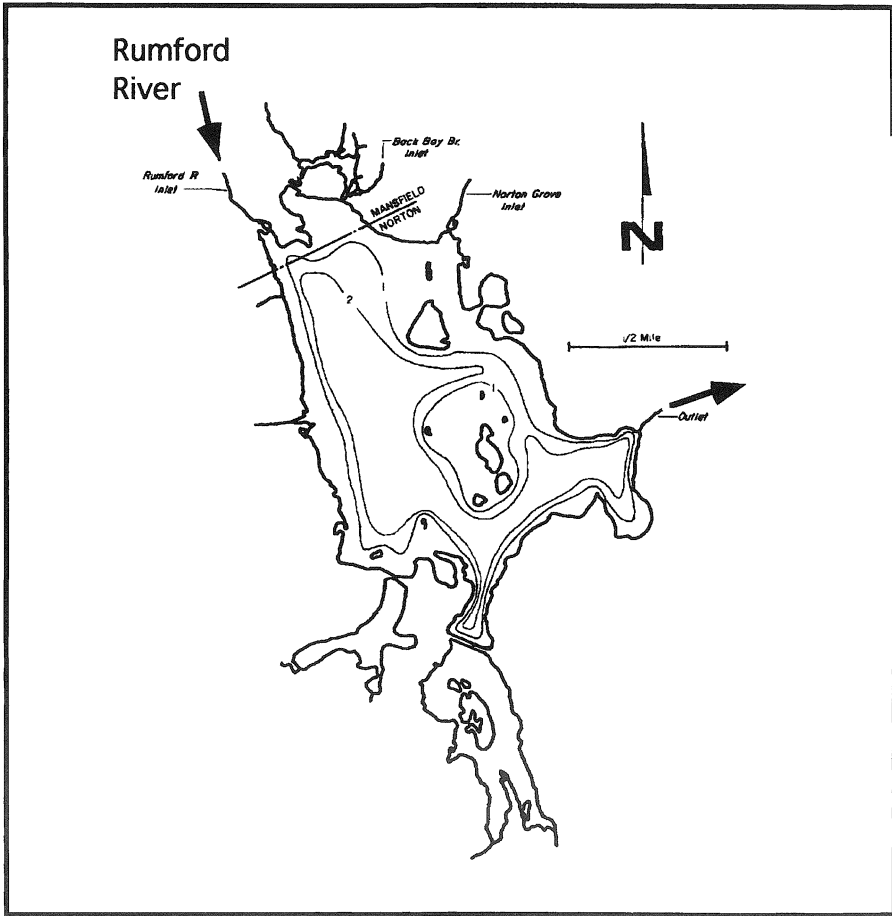 Rumford
River
Back Bay Br.
Inlet
Rumford R
Inlet
MANSFIELD
NORTON
Norton Grove
Inlet
N
1
2
1/2 Mile
1
Outlet